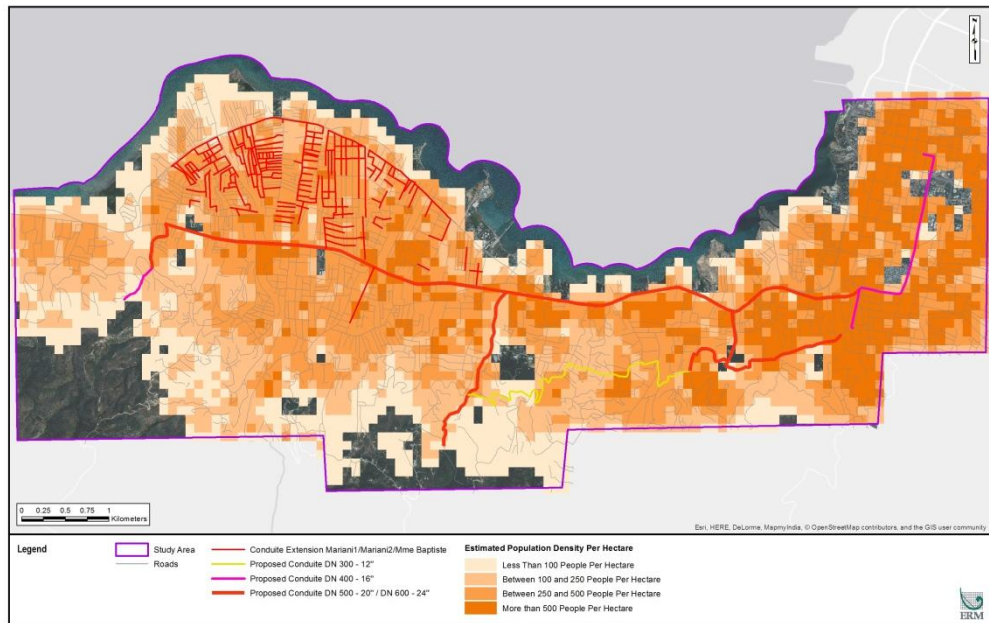 N
0 0.25 0.5 0.75 1
Kilometers
Esri, HERE, DeLorme, MapmyIndia, © OpenStreetMap contributors, and the GIS user community
Legend
Study Area
Roads
Conduite Extension Mariani1/Mariani2/Mme Baptiste
Proposed Conduite DN 300 - 12"
Proposed Conduite DN 400 - 16"
Proposed Conduite DN 500 - 20" / DN 600 - 24"
Estimated Population Density Per Hectare
Less Than 100 People Per Hectare
Between 100 and 250 People Per Hectare
Between 250 and 500 People Per Hectare
More than 500 People Per Hectare
ERM